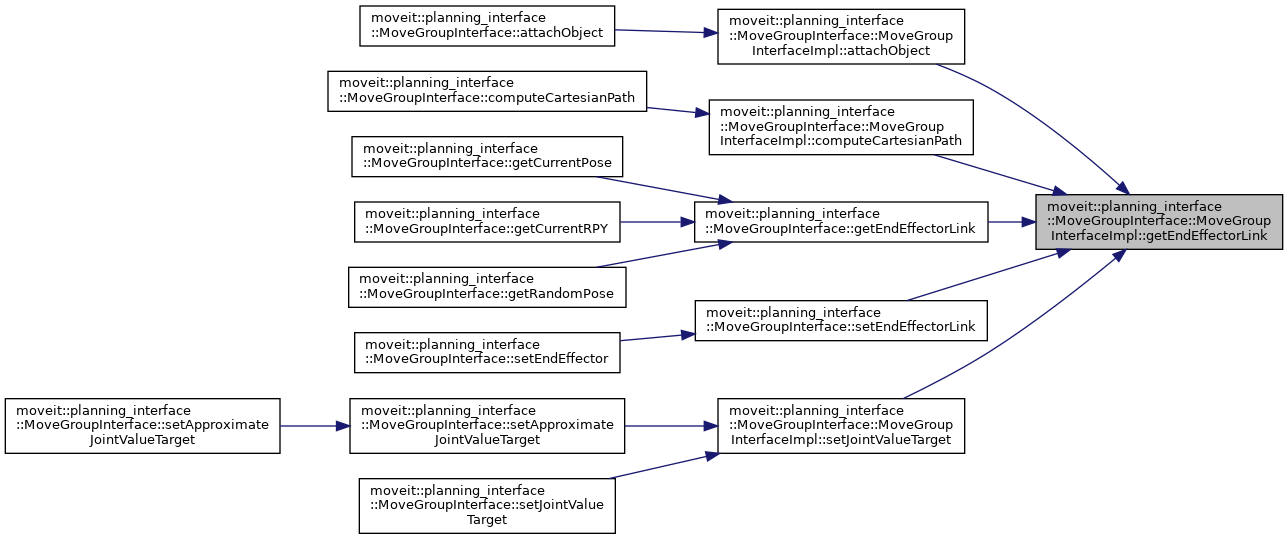 moveit::planning_interface
::MoveGroupInterface::attachObject
moveit::planning_interface
::MoveGroupInterface::MoveGroup
InterfaceImpl::attachObject
moveit::planning_interface
::MoveGroupInterface::computeCartesianPath
moveit::planning_interface
::MoveGroupInterface::MoveGroup
InterfaceImpl::computeCartesianPath
moveit::planning_interface
::MoveGroupInterface::getCurrentPose
moveit::planning_interface
::MoveGroupInterface::getCurrentRPY
moveit::planning_interface
::MoveGroupInterface::getEndEffectorLink
moveit::planning_interface
::MoveGroupInterface::MoveGroup
InterfaceImpl::getEndEffectorLink
moveit::planning_interface
::MoveGroupInterface::getRandomPose
moveit::planning_interface
::MoveGroupInterface::setEndEffectorLink
moveit::planning_interface
::MoveGroupInterface::setEndEffector
moveit::planning_interface
::MoveGroupInterface::setApproximate
JointValueTarget
moveit::planning_interface
::MoveGroupInterface::setApproximate
JointValueTarget
moveit::planning_interface
::MoveGroupInterface::MoveGroup
InterfaceImpl::setJointValueTarget
moveit::planning_interface
::MoveGroupInterface::setJointValue
Target